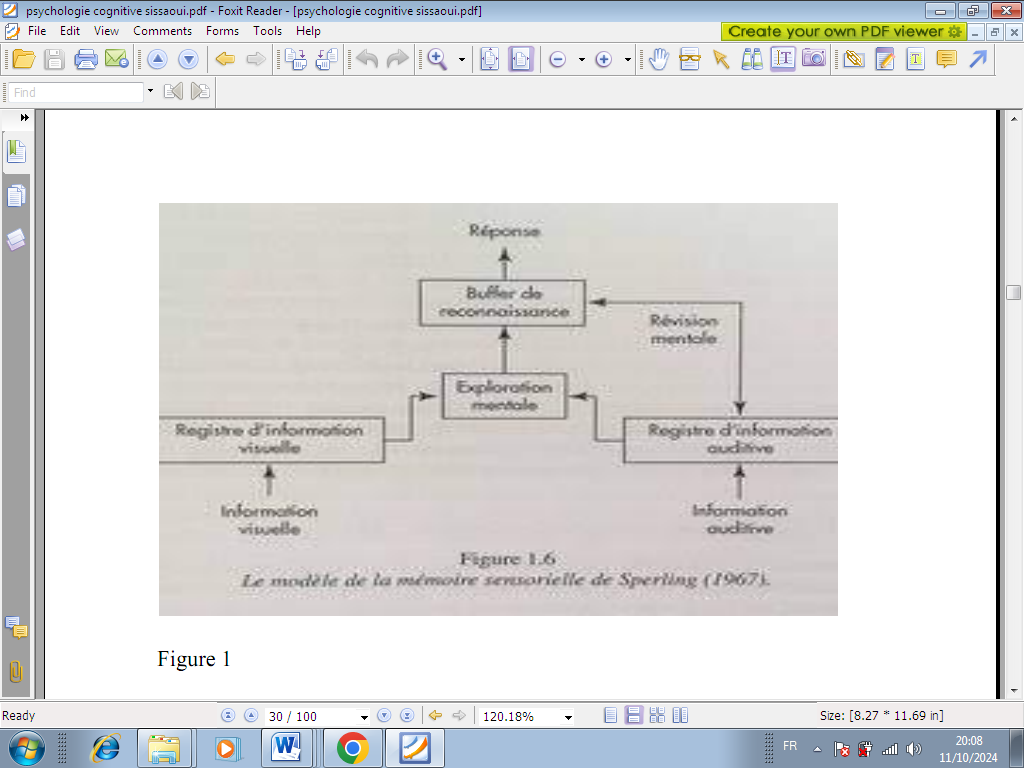 psychologie cognitive sissaoui.pdf - Foxit Reader - [psychologie cognitive sissaoui.pdf]
File Edit View Comments Forms Tools Help
Create your own PDF viewer
Find
Réponse
Buffer de
reconnaissance
Révision
mentale
Exploration
mentale
Registre d'information
visuelle
Registre d'information
auditive
Information
visuelle
Information
auditive
Figure 1.6
Le modèle de la mémoire sensorielle de Sperling (1967).
Figure 1
Ready
30 / 100
120.18%
Size: [8.27 * 11.69 in]
FR
20:08
11/10/2024